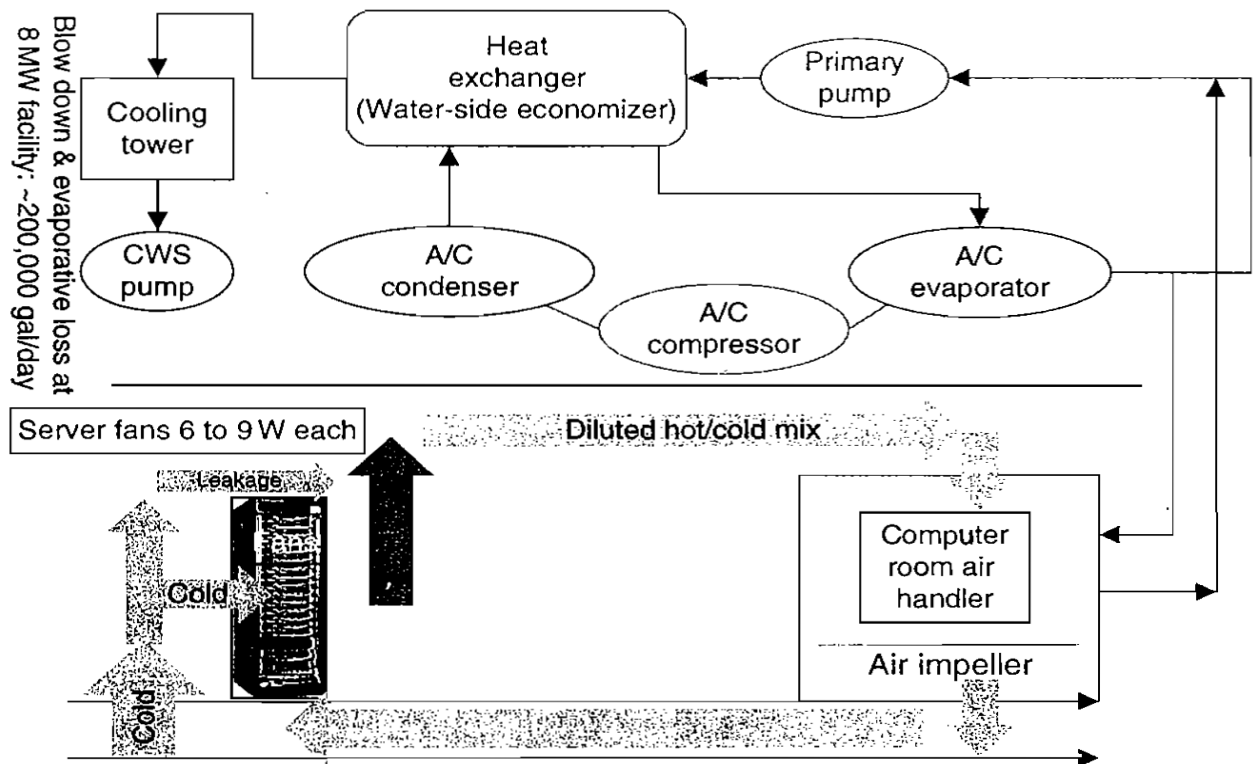 Blow down & evaporative loss at
8 MW facility: ~200,000 gal/day
Heat
exchanger
(Water-side economizer)
Primary
pump
Cooling
tower
CWS
pump
A/C
condenser
A/C
compressor
A/C
evaporator
Server fans 6 to 9 W each
Diluted hot/cold mix
Leakage
Cold
Cold
Computer
room air
handler
Air impeller